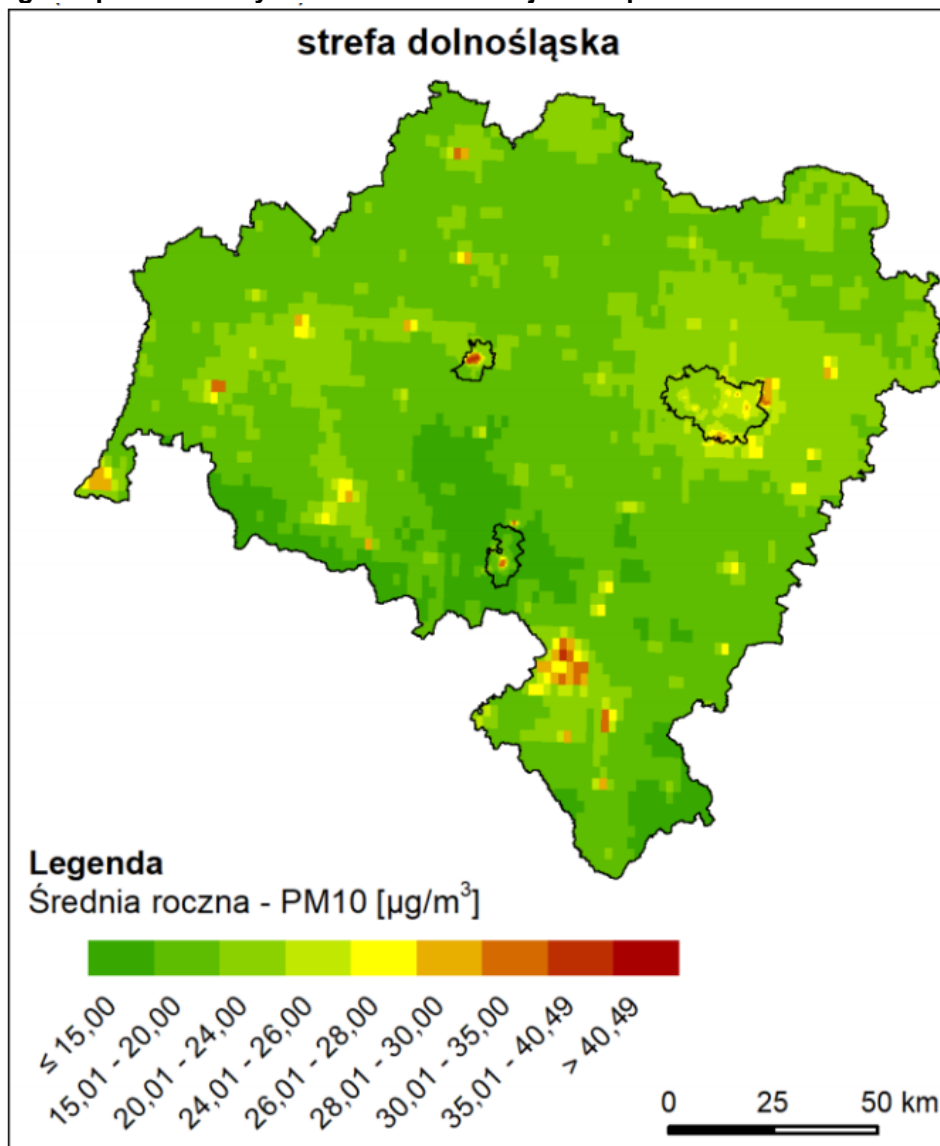 strefa dolnośląska
Legenda
Średnia roczna - PM10 [µg/m³]
≤ 15,00
15,01 - 20,00
20,01 - 24,00
24,01 - 26,00
26,01 - 28,00
28,01 - 30,00
30,01 - 35,00
35,01 - 40,49
> 40,49
0 25 50 km